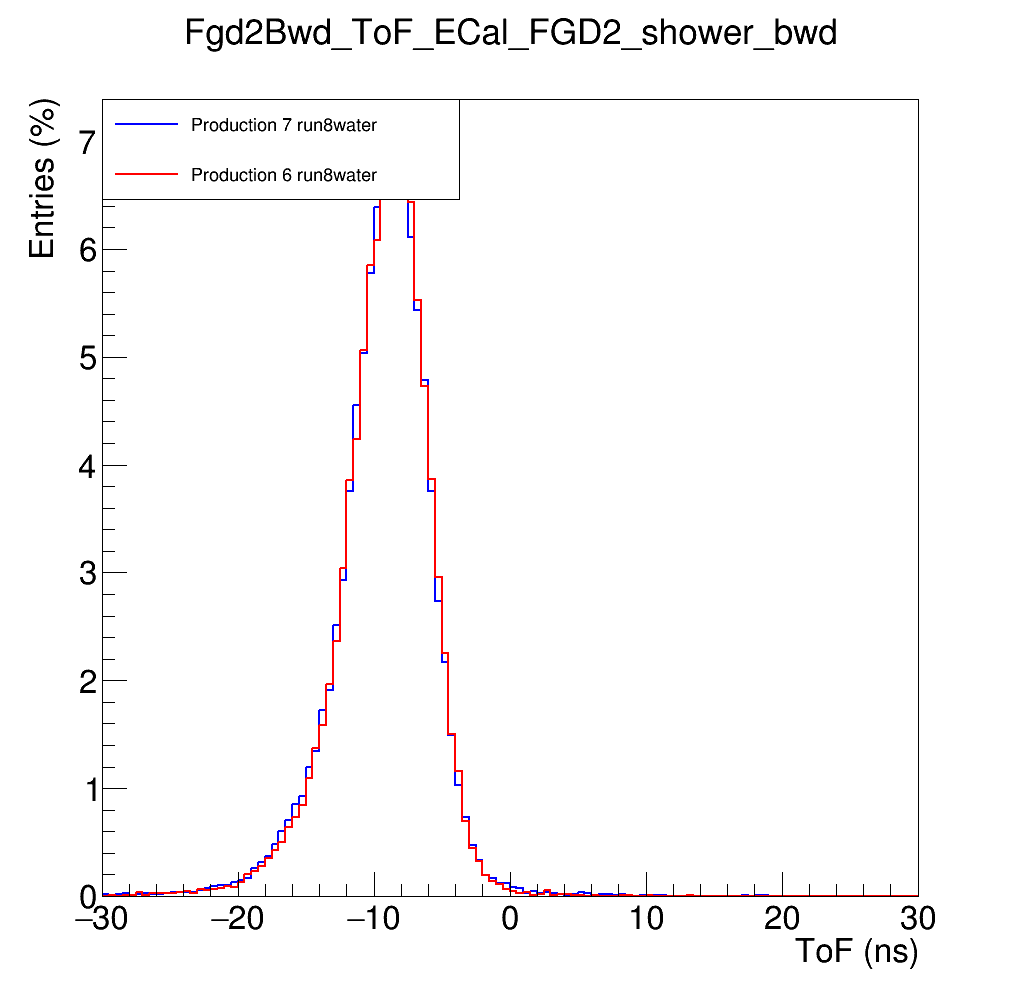 Fgd2Bwd_ToF_ECal_FGD2_shower_bwd
Entries (%)
Production 7 run8water
Production 6 run8water
7
6
5
4
3
2
1
0
−30 −20 −10 0 10 20 30
ToF (ns)